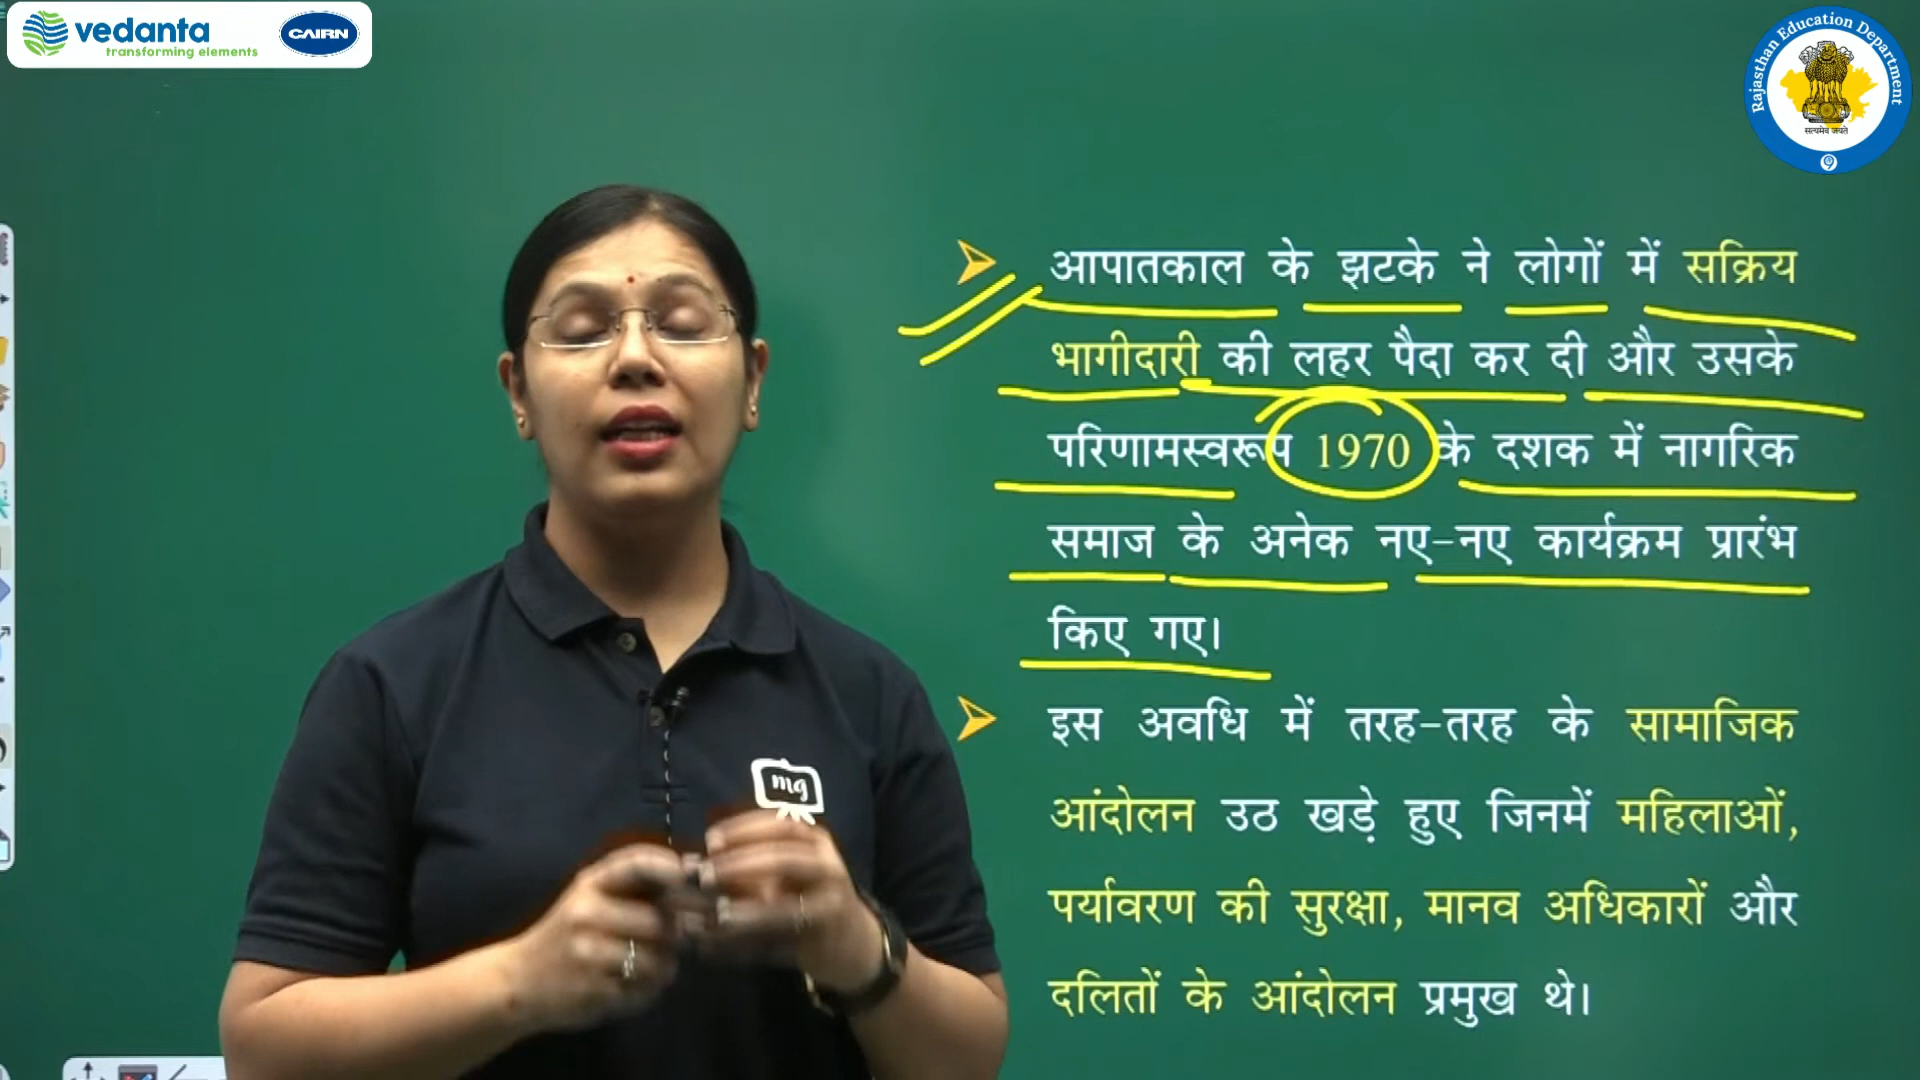 vedanta
transforming elements
CAIRN
Rajasthan Education Department
सत्यमेव जयते
आपातकाल के झटके ने लोगों में सक्रिय
भागीदारी की लहर पैदा कर दी और उसके
परिणामस्वरूप 1970 के दशक में नागरिक
समाज के अनेक नए-नए कार्यक्रम प्रारंभ
किए गए।
इस अवधि में तरह-तरह के सामाजिक
आंदोलन उठ खड़े हुए जिनमें महिलाओं,
पर्यावरण की सुरक्षा, मानव अधिकारों और
दलितों के आंदोलन प्रमुख थे।
mg